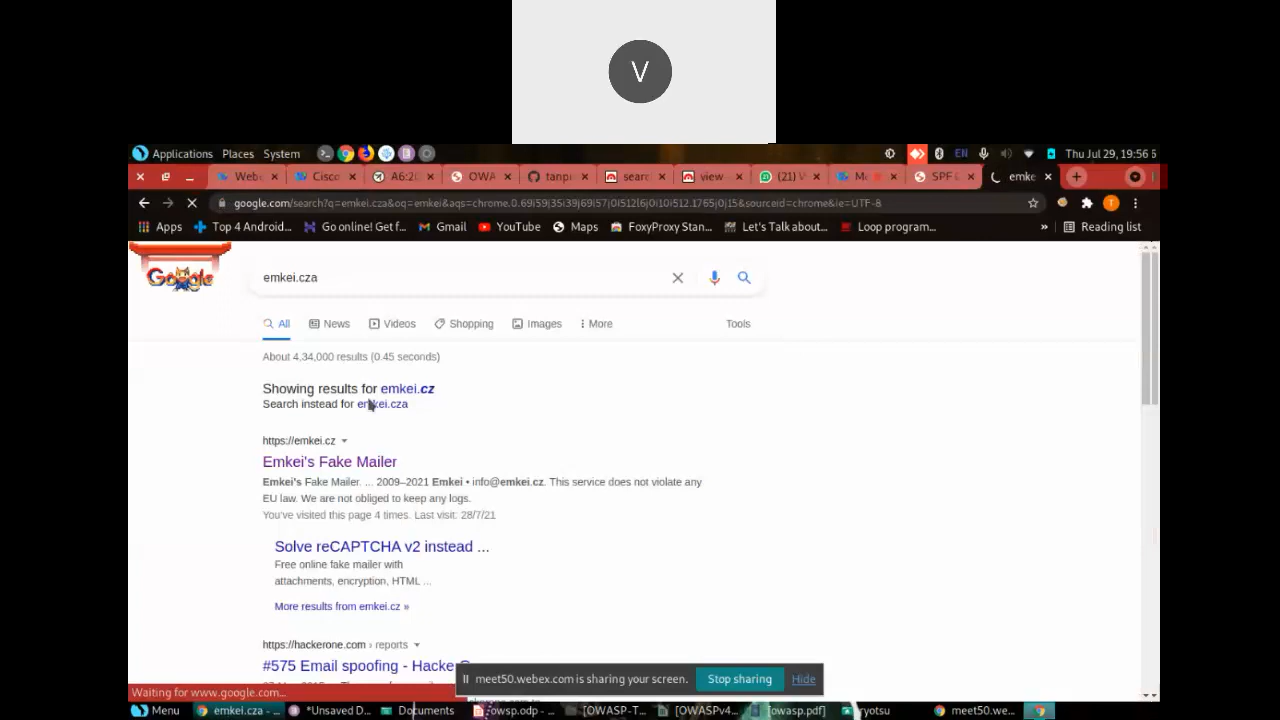 V
Applications Places System
EN Thu Jul 29, 19:56
Cisco
A6:2
OWA
tanp
sear
view
(21)
SPF
emke
google.com/search?q=emkei.cza&oq=emkei&aqs=chrome.0.69i59j35i39j69i57j0i512l6j0i10i512.1765j0j15&sourceid=chrome&ie=UTF-8
Apps Top 4 Android... Go online! Get f... Gmail YouTube Maps FoxyProxy Stan... Let's Talk about... Loop program... » Reading list
Google
emkei.cza
All News Videos Shopping Images More Tools
About 4,34,000 results (0.45 seconds)
Showing results for emkei.cz
Search instead for emkei.cza
https://emkei.cz
Emkei's Fake Mailer
Emkei's Fake Mailer. ... 2009–2021 Emkei • info@emkei.cz. This service does not violate any
EU law. We are not obliged to keep any logs.
You've visited this page 4 times. Last visit: 28/7/21
Solve reCAPTCHA v2 instead ...
Free online fake mailer with
attachments, encryption, HTML ...
More results from emkei.cz »
https://hackerone.com › reports
#575 Email spoofing - Hacke
meet50.webex.com is sharing your screen. Stop sharing Hide
Waiting for www.google.com...
Menu emkei.cza - ... *Unsaved D... Documents owsp.odp - ... [OWASP-T... [OWASPv4... [owasp.pdf] ryotsu meet50.we...